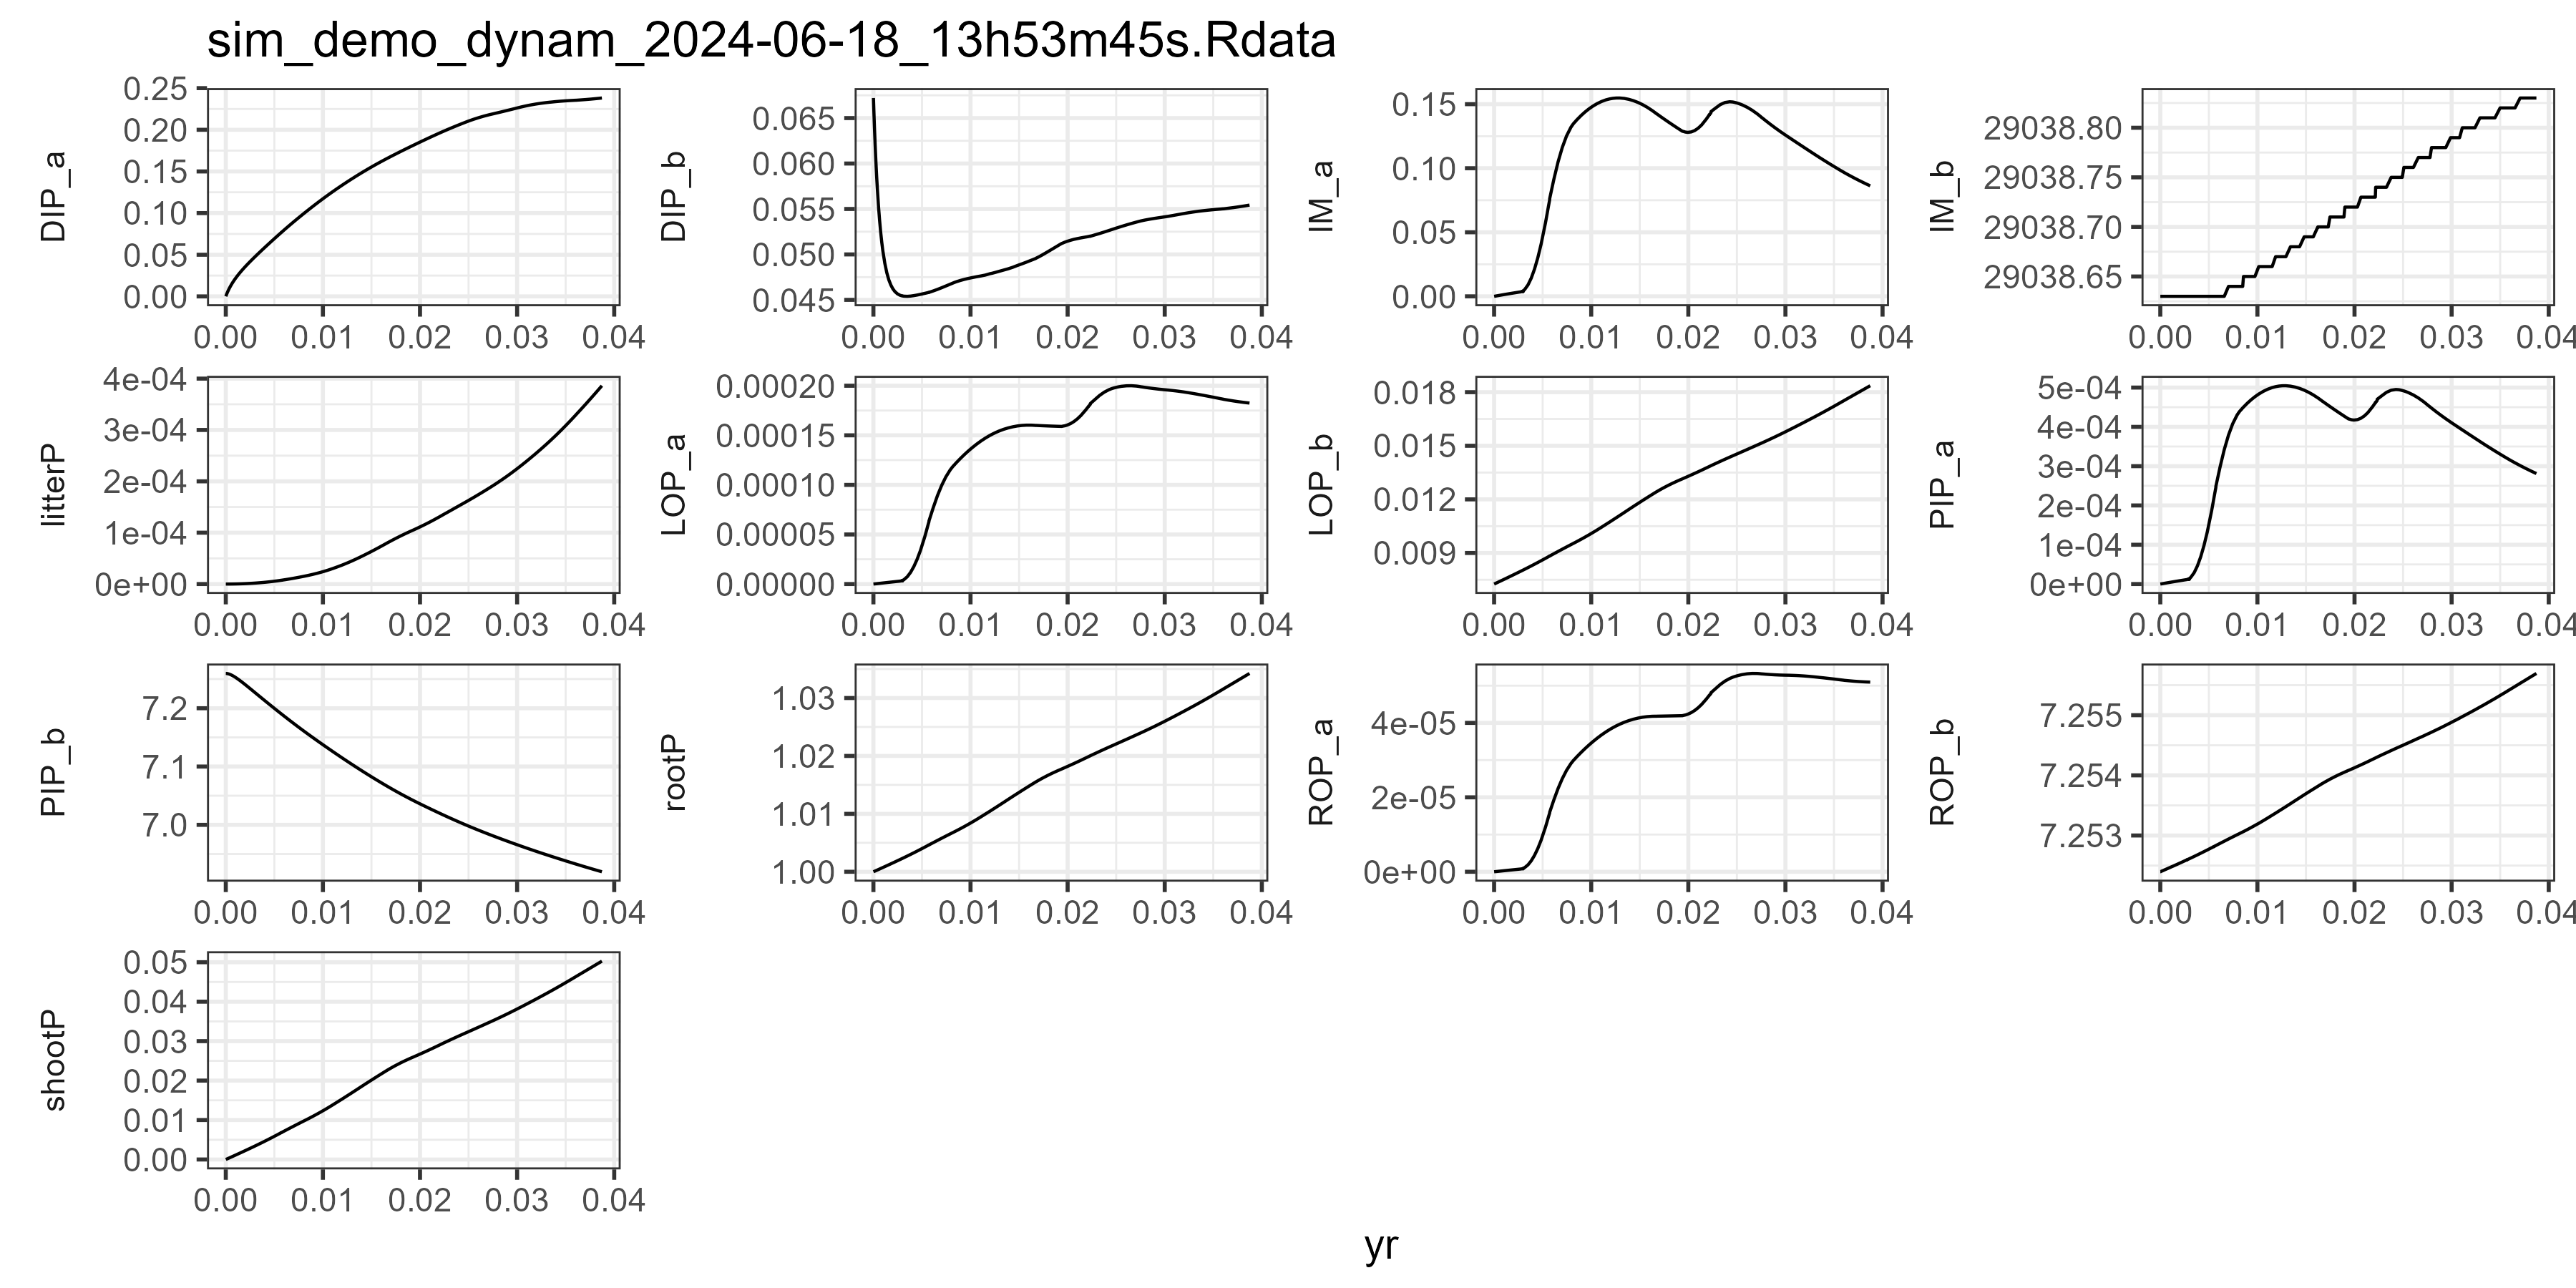 sim_demo_dynam_2024-06-18_13h53m45s.Rdata
DIP_a
0.25
0.20
0.15
0.10
0.05
0.00
0.00 0.01 0.02 0.03 0.04
DIP_b
0.065
0.060
0.055
0.050
0.045
0.00 0.01 0.02 0.03 0.04
IM_a
0.15
0.10
0.05
0.00
0.00 0.01 0.02 0.03 0.04
IM_b
29038.80
29038.75
29038.70
29038.65
0.00 0.01 0.02 0.03 0.04
litterP
4e-04
3e-04
2e-04
1e-04
0e+00
0.00 0.01 0.02 0.03 0.04
LOP_a
0.00020
0.00015
0.00010
0.00005
0.00000
0.00 0.01 0.02 0.03 0.04
LOP_b
0.018
0.015
0.012
0.009
0.00 0.01 0.02 0.03 0.04
PIP_a
5e-04
4e-04
3e-04
2e-04
1e-04
0e+00
0.00 0.01 0.02 0.03 0.04
PIP_b
7.2
7.1
7.0
0.00 0.01 0.02 0.03 0.04
rootP
1.03
1.02
1.01
1.00
0.00 0.01 0.02 0.03 0.04
ROP_a
4e-05
2e-05
0e+00
0.00 0.01 0.02 0.03 0.04
ROP_b
7.255
7.254
7.253
0.00 0.01 0.02 0.03 0.04
shootP
0.05
0.04
0.03
0.02
0.01
0.00
0.00 0.01 0.02 0.03 0.04
yr